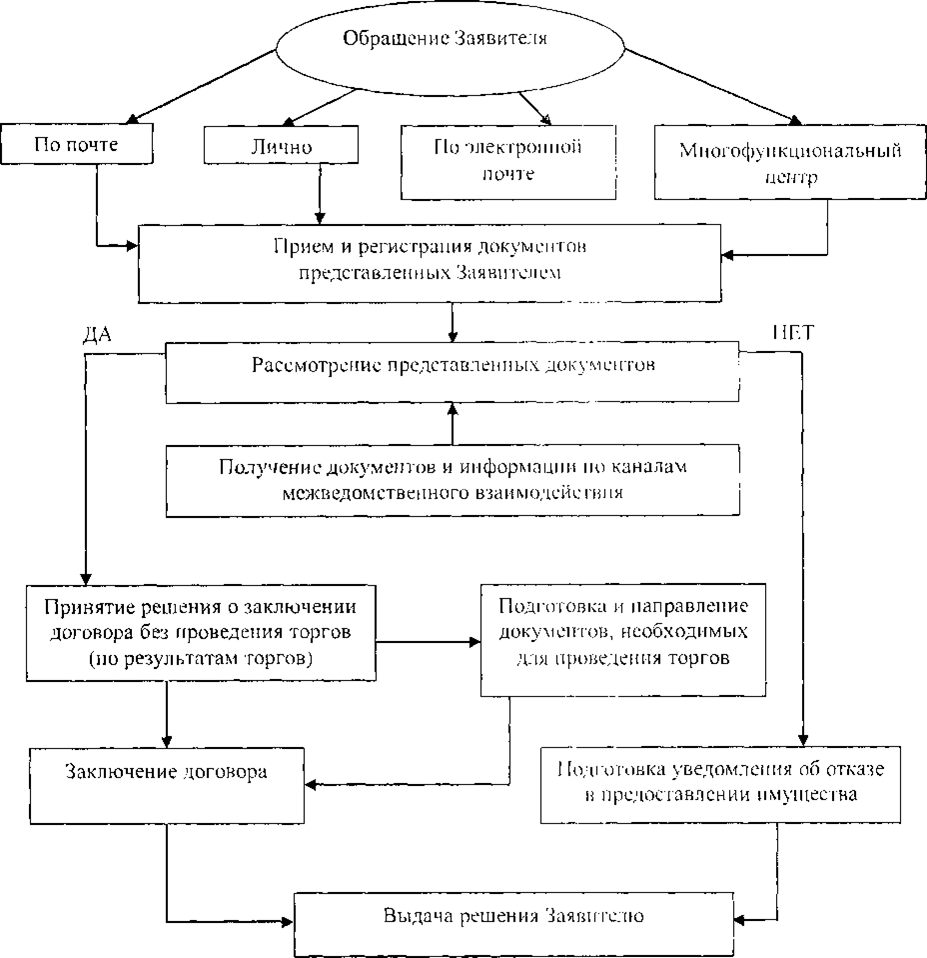 Обращение Заявителя
По почте
Лично
По электронной
почте
Многофункциональный
центр
Прием и регистрация документов
представленных Заявителем
ДА
НЕТ
Рассмотрение представленных документов
Получение документов и информации по каналам
межведомственного взаимодействия
Принятие решения о заключении
договора без проведения торгов
(по результатам торгов)
Подготовка и направление
документов, необходимых
для проведения торгов
Заключение договора
Подготовка уведомления об отказе
в предоставлении имущества
Выдача решения Заявителю